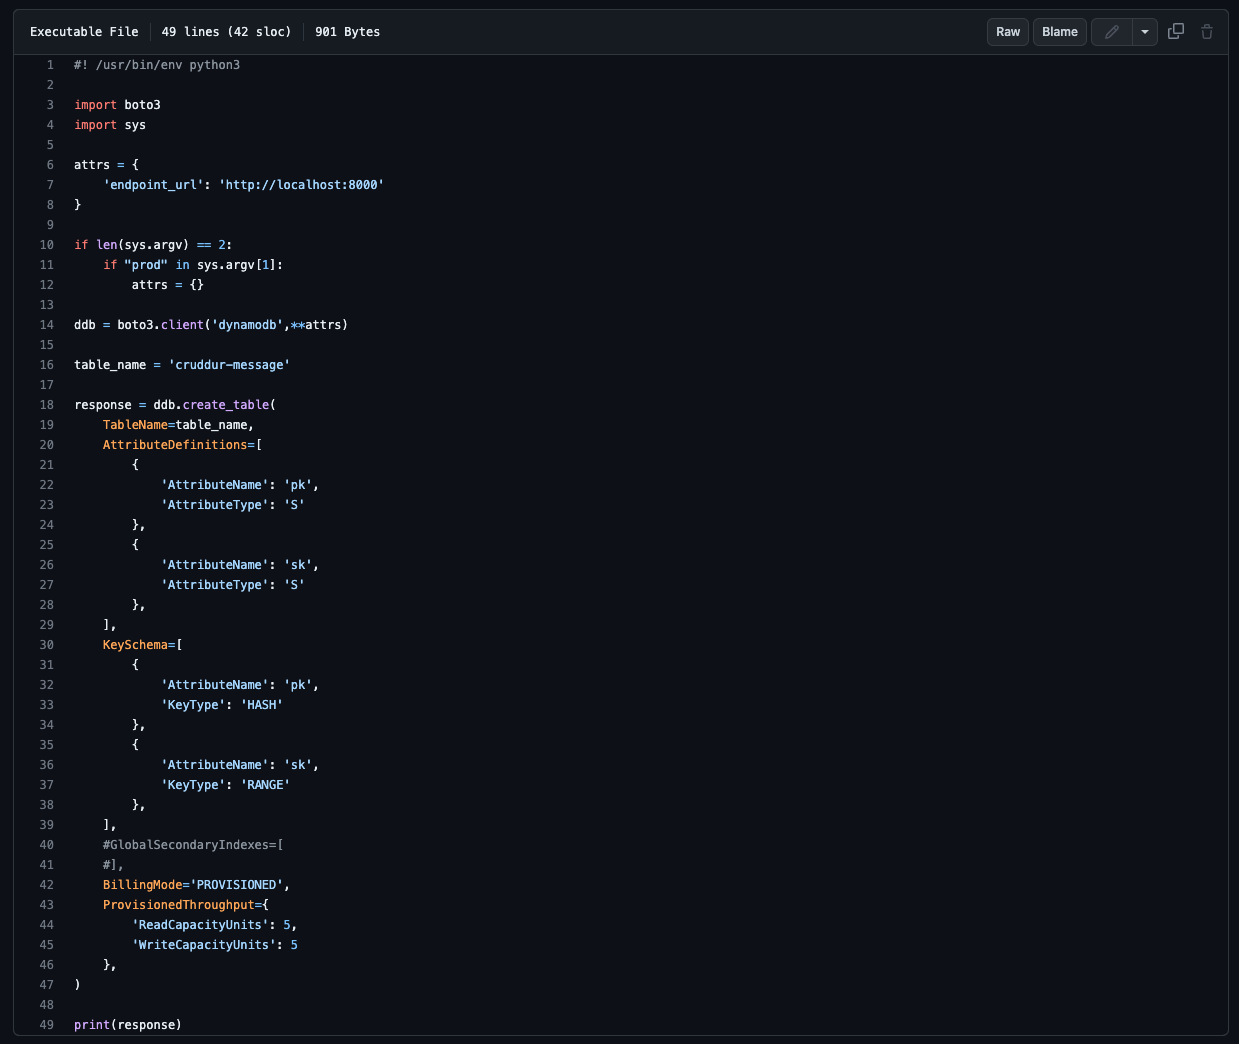 Executable File 49 lines (42 sloc) 901 Bytes Raw Blame
1 #! /usr/bin/env python3
2
3 import boto3
4 import sys
5
6 attrs = {
7     'endpoint_url': 'http://localhost:8000'
8 }
9
10 if len(sys.argv) == 2:
11     if "prod" in sys.argv[1]:
12         attrs = {}
13
14 ddb = boto3.client('dynamodb',**attrs)
15
16 table_name = 'cruddur-message'
17
18 response = ddb.create_table(
19     TableName=table_name,
20     AttributeDefinitions=[
21         {
22             'AttributeName': 'pk',
23             'AttributeType': 'S'
24         },
25         {
26             'AttributeName': 'sk',
27             'AttributeType': 'S'
28         },
29     ],
30     KeySchema=[
31         {
32             'AttributeName': 'pk',
33             'KeyType': 'HASH'
34         },
35         {
36             'AttributeName': 'sk',
37             'KeyType': 'RANGE'
38         },
39     ],
40     #GlobalSecondaryIndexes=[
41     #],
42     BillingMode='PROVISIONED',
43     ProvisionedThroughput={
44         'ReadCapacityUnits': 5,
45         'WriteCapacityUnits': 5
46     },
47 )
48
49 print(response)